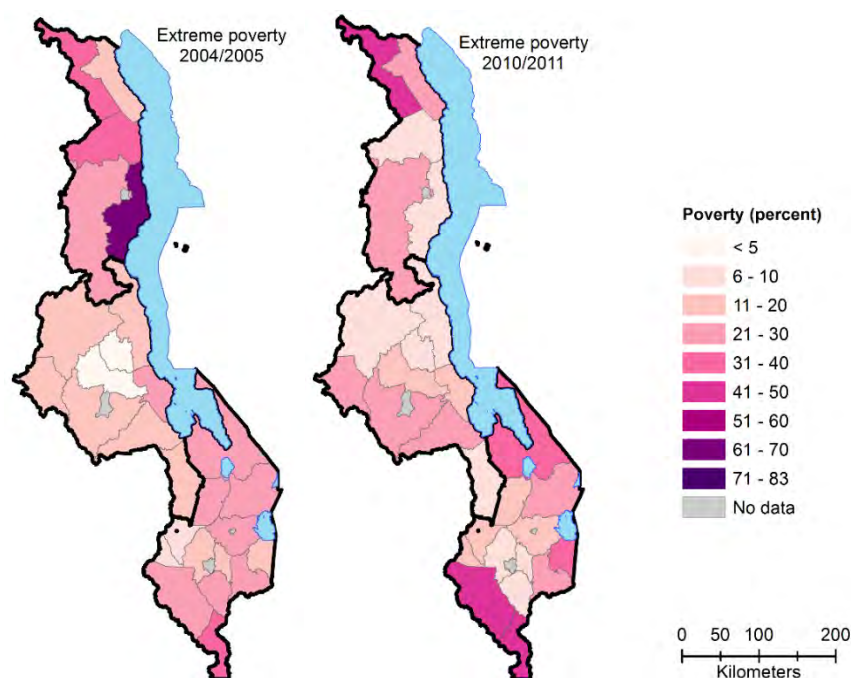 Extreme poverty
2004/2005
Extreme poverty
2010/2011
Poverty (percent)
< 5
6 - 10
11 - 20
21 - 30
31 - 40
41 - 50
51 - 60
61 - 70
71 - 83
No data
0 50 100 200
Kilometers